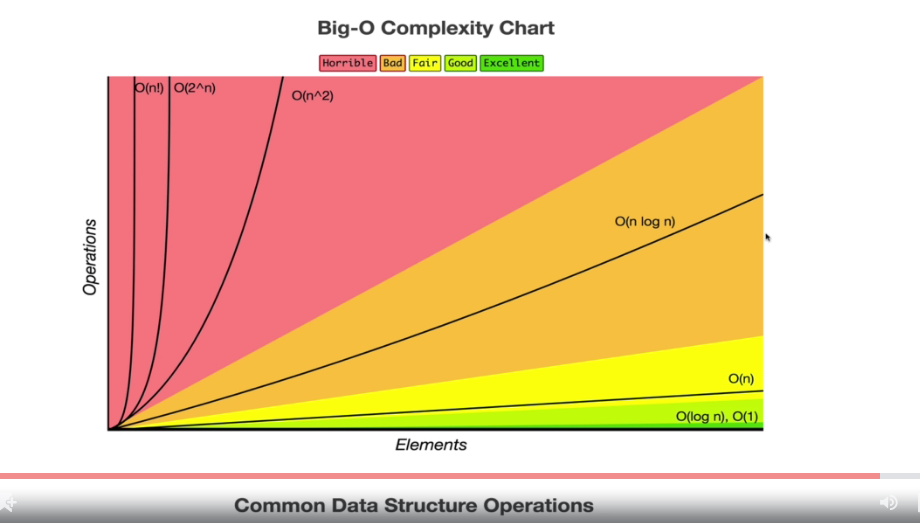 Big-O Complexity Chart
Horrible Bad Fair Good Excellent
O(n!) O(2^n)
O(n^2)
O(n log n)
Operations
O(n)
O(log n), O(1)
Elements
Common Data Structure Operations